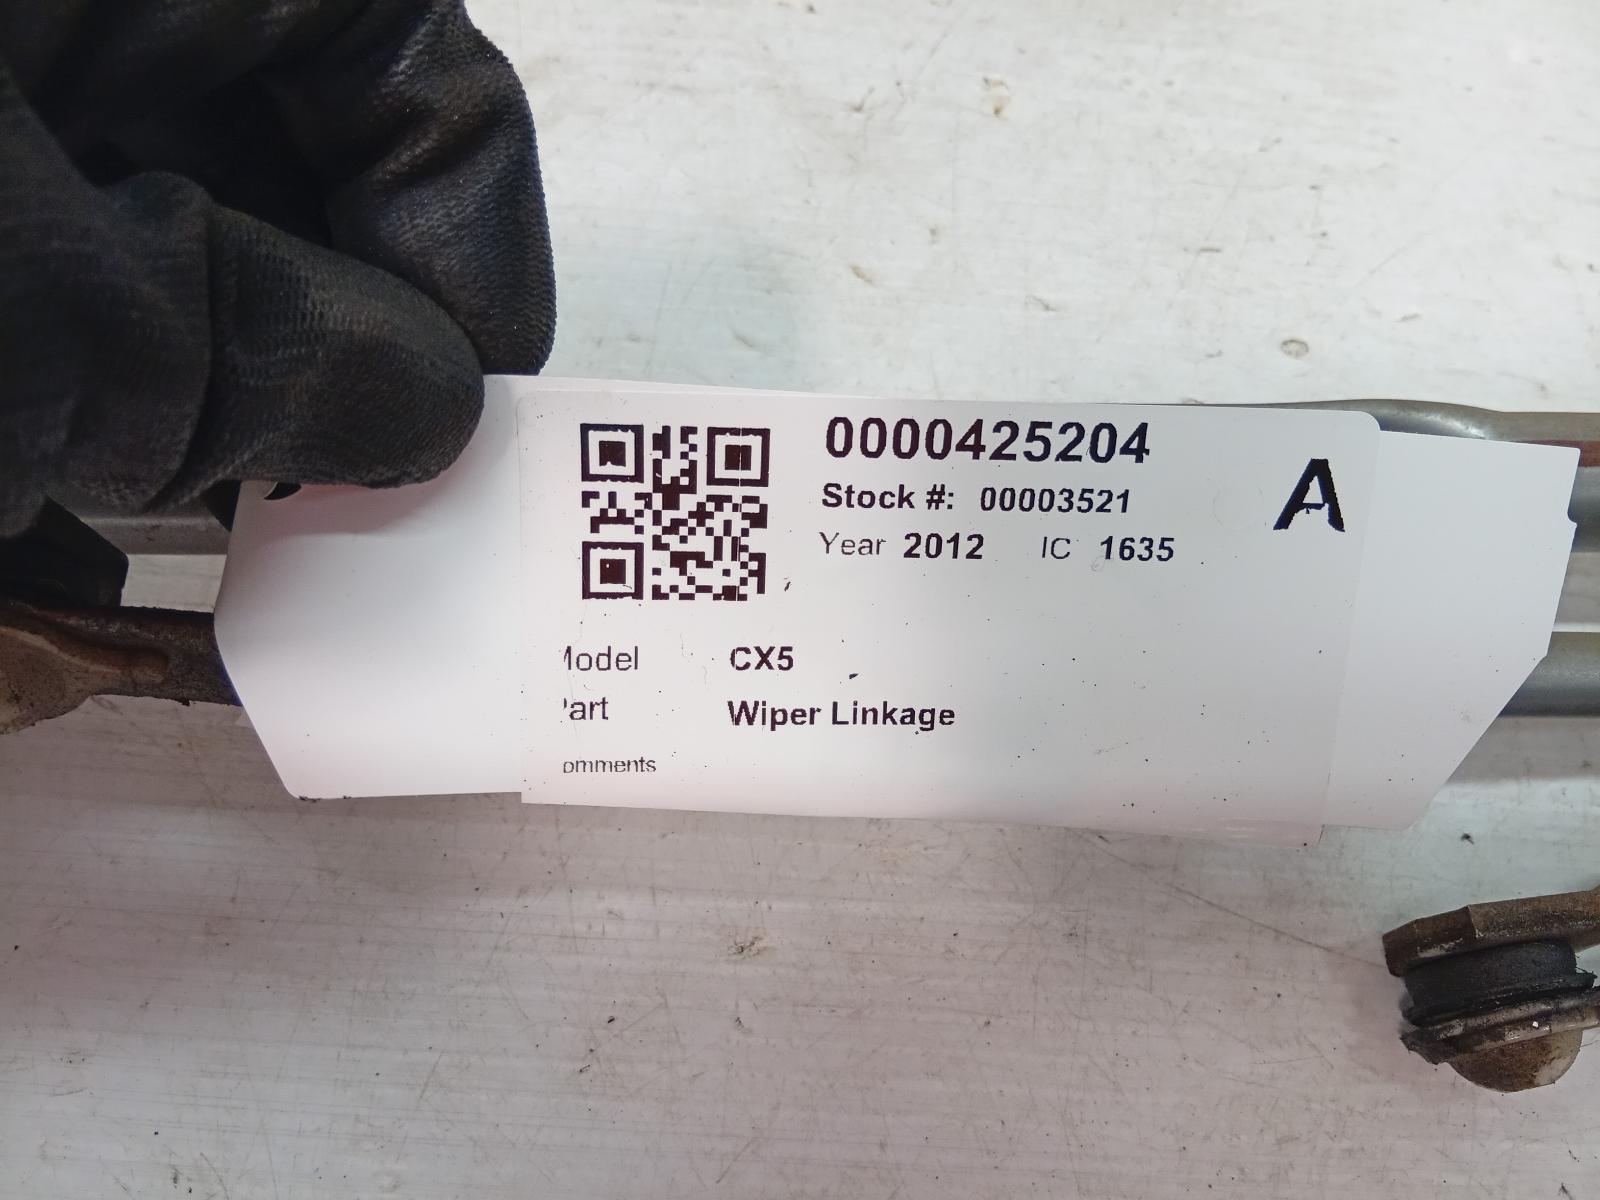 0000425204
Stock #: 00003521
A
Year 2012 IC 1635
Model CX5
Part Wiper Linkage
omments